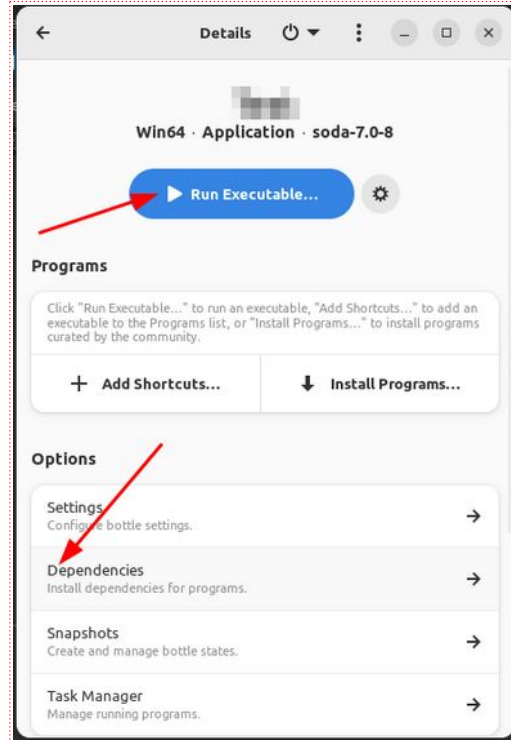 Details
Win64 · Application · soda-7.0-8
Run Executable...
Programs
Click "Run Executable..." to run an executable, "Add Shortcuts..." to add an
executable to the Programs list, or "Install Programs..." to install programs
curated by the community.
Add Shortcuts...
Install Programs...
Options
Settings
Configure bottle settings.
Dependencies
Install dependencies for programs.
Snapshots
Create and manage bottle states.
Task Manager
Manage running programs.